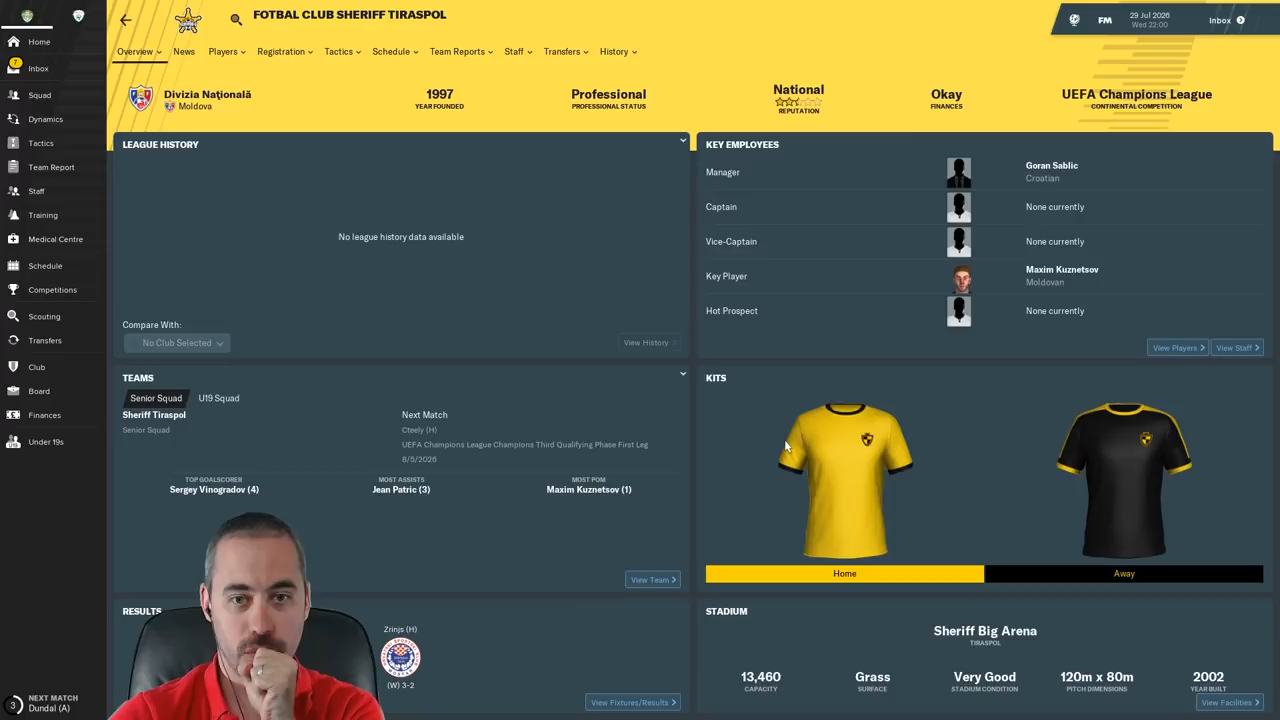 FOTBAL CLUB SHERIFF TIRASPOL
FM
29 Jul 2026
Wed 22:00
Inbox
Overview
News
Players
Registration
Tactics
Schedule
Team Reports
Staff
Transfers
History
Home
7
Inbox
Squad
Dynamics
Tactics
Team Report
Staff
Training
Medical Centre
Schedule
Competitions
Scouting
Transfers
Club
Board
Finances
Under 19s
3
NEXT MATCH
Dundal (A)
Divizia Naţională
Moldova
1997
YEAR FOUNDED
Professional
PROFESSIONAL STATUS
National
REPUTATION
Okay
FINANCES
UEFA Champions League
CONTINENTAL COMPETITION
LEAGUE HISTORY
No league history data available
Compare With:
No Club Selected
View History
KEY EMPLOYEES
Manager
Goran Sablic
Croatian
Captain
None currently
Vice-Captain
None currently
Key Player
Maxim Kuznetsov
Moldovan
Hot Prospect
None currently
View Players
View Staff
TEAMS
Senior Squad
U19 Squad
Sheriff Tiraspol
Senior Squad
Next Match
Cteely (H)
UEFA Champions League Champions Third Qualifying Phase First Leg
8/5/2026
TOP GOALSCORER
Sergey Vinogradov (4)
MOST ASSISTS
Jean Patric (3)
MOST POM
Maxim Kuznetsov (1)
View Team
KITS
Home
Away
RESULTS
Zrinjs (H)
(W) 3-2
View Fixtures/Results
STADIUM
Sheriff Big Arena
TIRASPOL
13,460
CAPACITY
Grass
SURFACE
Very Good
STADIUM CONDITION
120m x 80m
PITCH DIMENSIONS
2002
YEAR BUILT
View Facilities